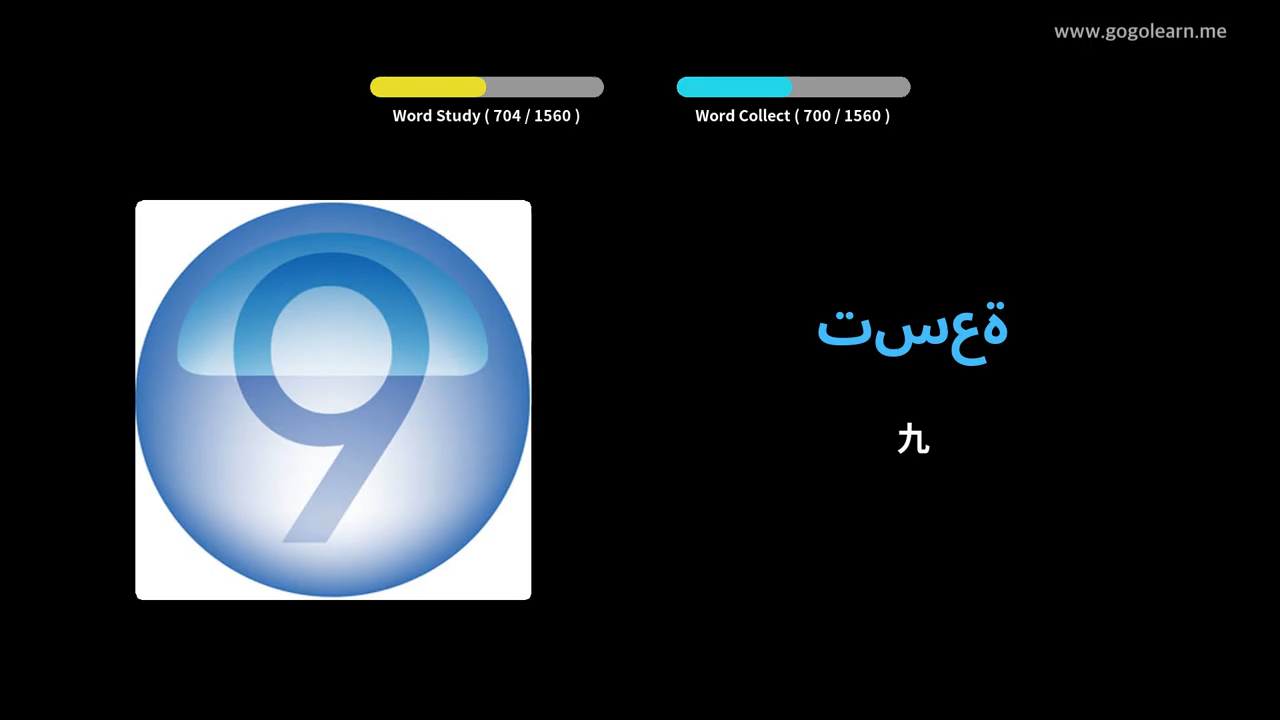 www.gogolearn.me
Word Study ( 704 / 1560 )
Word Collect ( 700 / 1560 )
9
تسعة
九